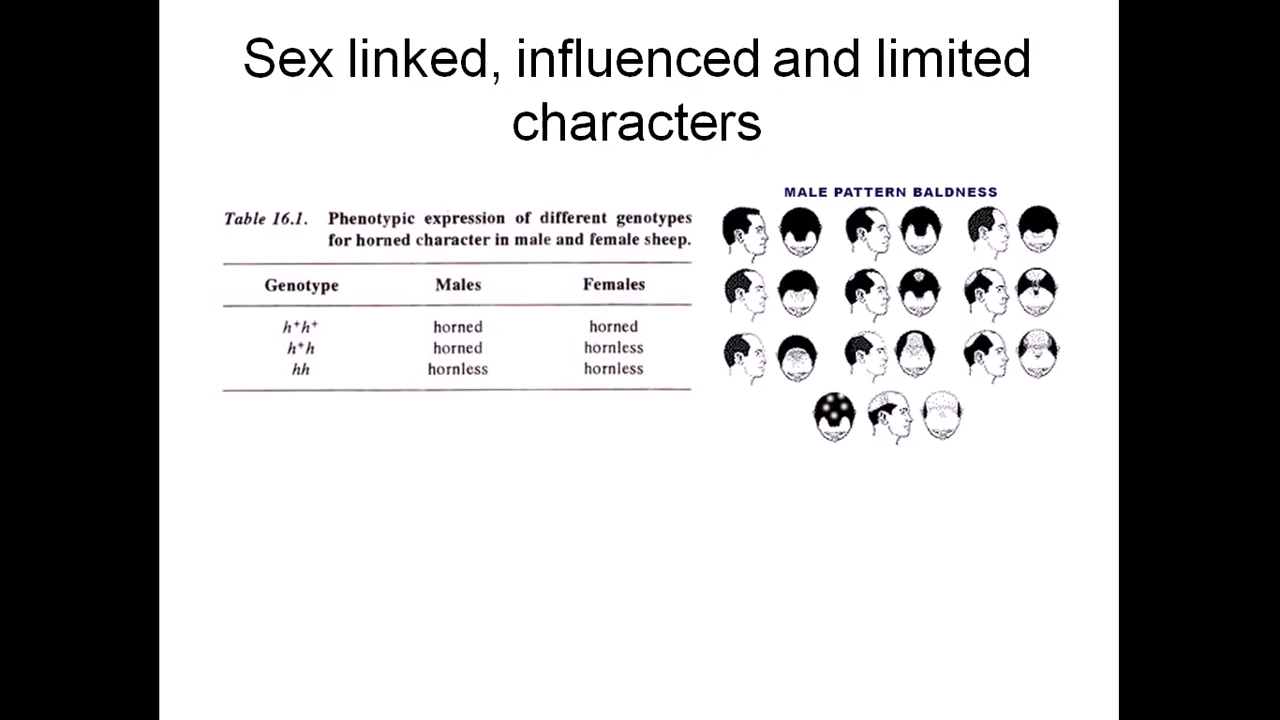 Sex linked, influenced and limited
characters
Table 16.1. Phenotypic expression of different genotypes
for horned character in male and female sheep.
Genotype Males Females
h⁺h⁺ horned horned
h⁺h horned hornless
hh hornless hornless
MALE PATTERN BALDNESS